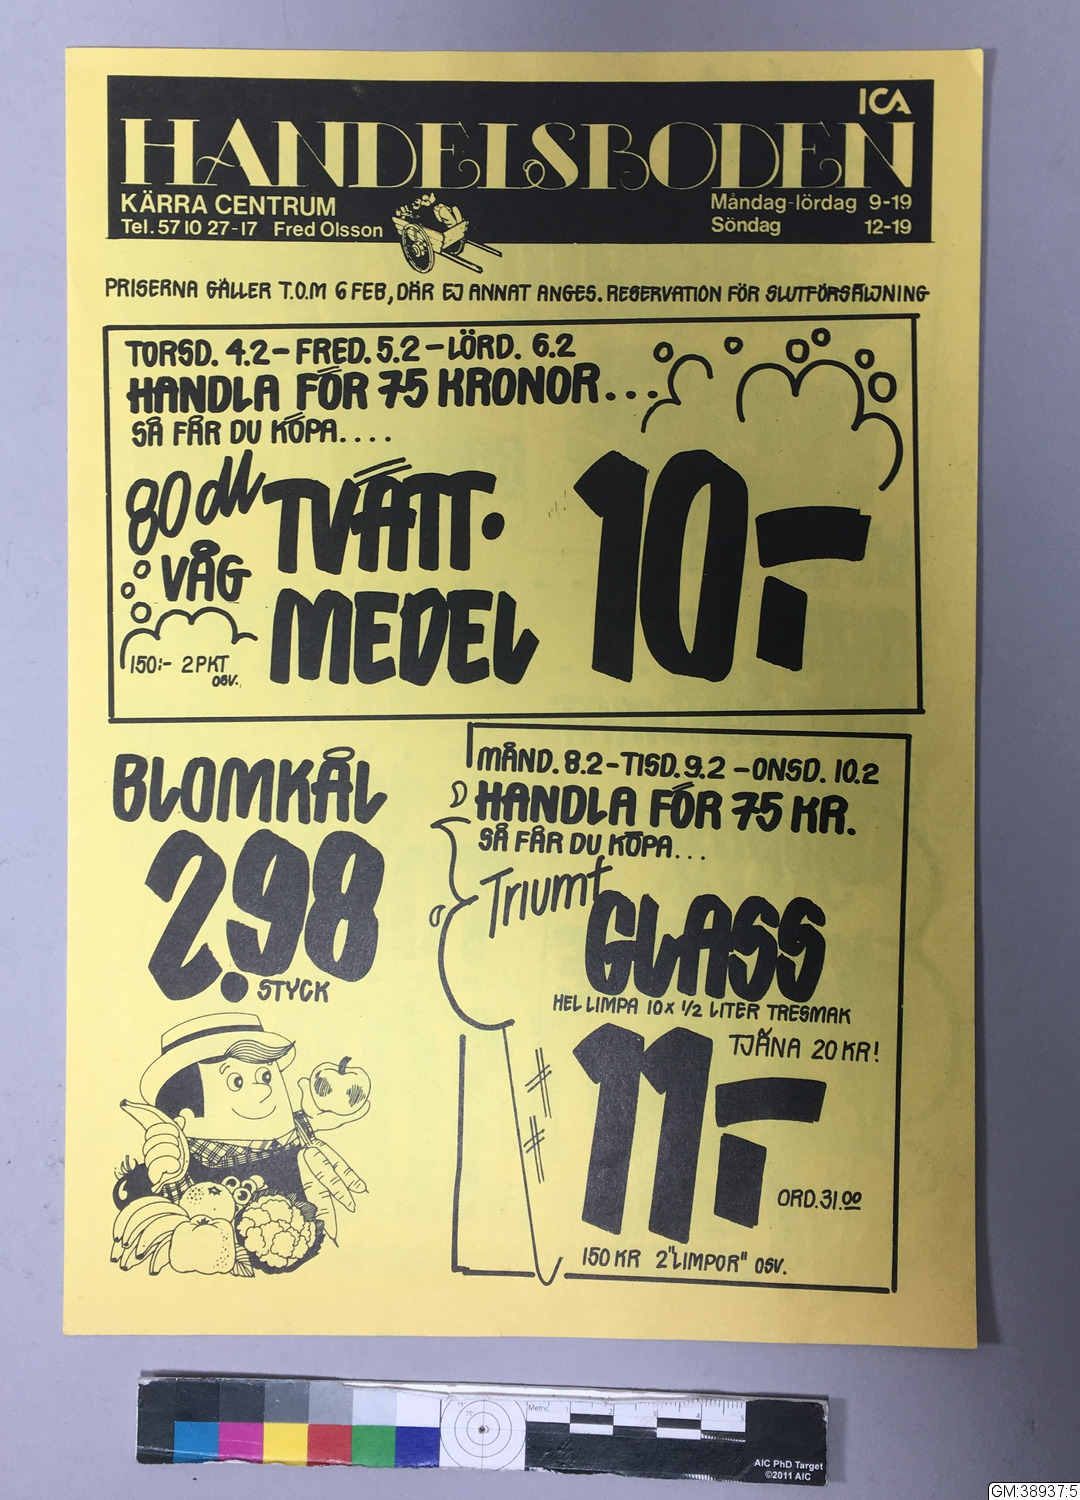 ICA
HANDELSBODEN
KÄRRA CENTRUM
Tel. 57 10 27-17 Fred Olsson
Måndag-lördag 9-19
Söndag 12-19
PRISERNA GÄLLER T.O.M 6 FEB, DÄR EJ ANNAT ANGES. RESERVATION FÖR SLUTFÖRSÄLJNING
TORSD. 4.2-FRED. 5.2-LÖRD. 6.2
HANDLA FÖR 75 KRONOR...
SÅ FÅR DU KÖPA....
80 dl
VÅG
TVÄTT-
MEDEL
10:-
150:- 2 PKT
OSV.
BLOMKÅL
2.98
STYCK
MÅND. 8.2-TISD. 9.2-ONSD. 10.2
HANDLA FÖR 75 KR.
SÅ FÅR DU KÖPA...
Triumf
GLASS
HEL LIMPA 10x 1/2 LITER TRESMAK
TJÄNA 20 KR!
11:-
ORD. 31.00
150 KR 2 "LIMPOR" OSV.
Metric
AIC PhD Target
©2011 AIC
GM:38937:5